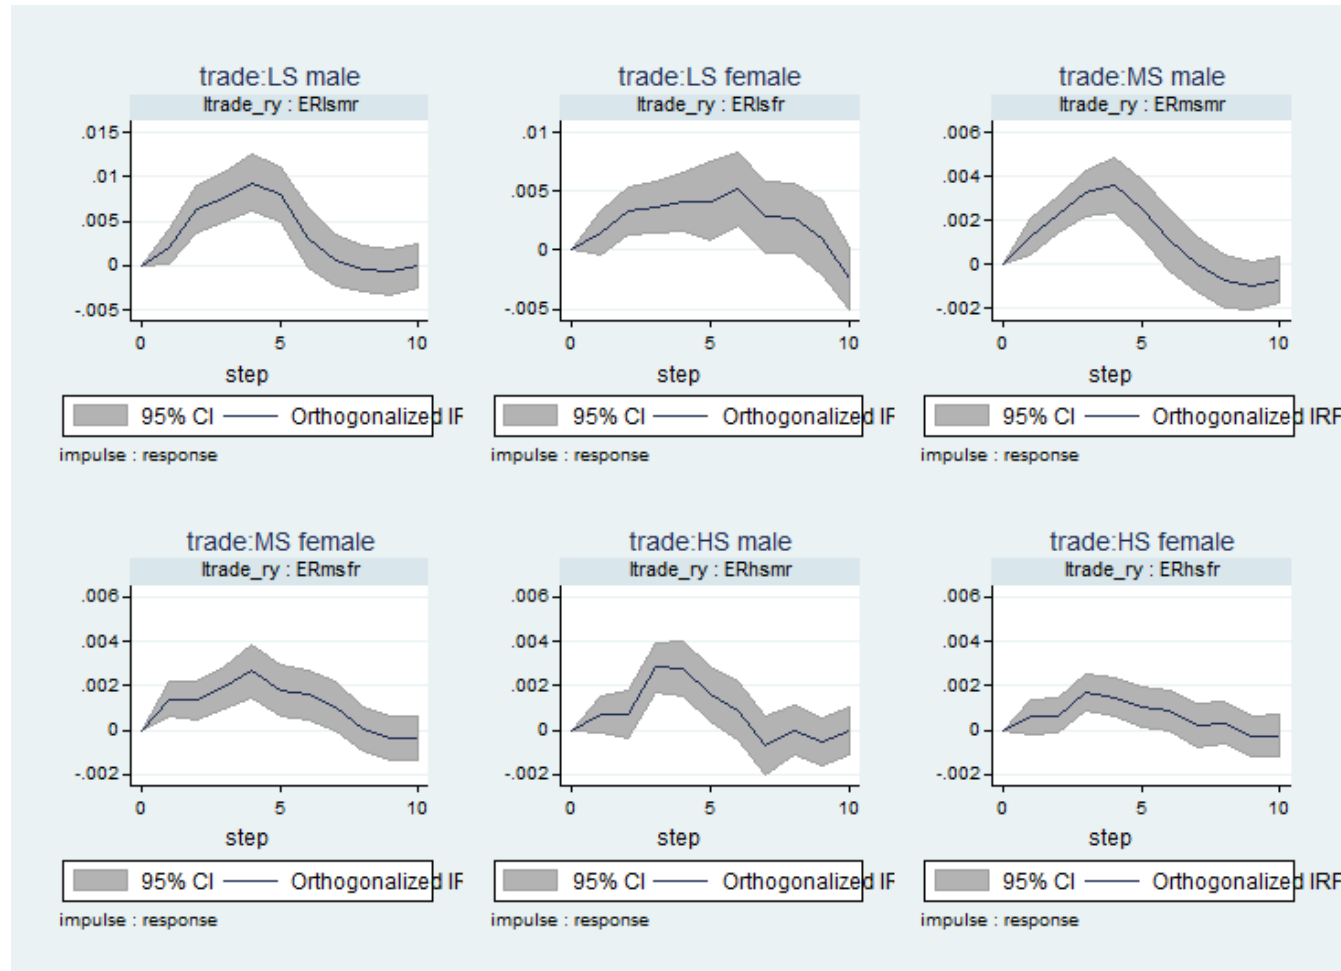 trade:LS male
ltrade_ry : ERlsmr
.015
.01
.005
0
-.005
0 5 10
step
95% CI Orthogonalized IF
impulse : response
trade:LS female
ltrade_ry : ERlsfr
.01
.005
0
-.005
0 5 10
step
95% CI Orthogonalized IF
impulse : response
trade:MS male
ltrade_ry : ERmsmr
.006
.004
.002
0
-.002
0 5 10
step
95% CI Orthogonalized IRF
impulse : response
trade:MS female
ltrade_ry : ERmsfr
.006
.004
.002
0
-.002
0 5 10
step
95% CI Orthogonalized IF
impulse : response
trade:HS male
ltrade_ry : ERhsmr
.006
.004
.002
0
-.002
0 5 10
step
95% CI Orthogonalized IF
impulse : response
trade:HS female
ltrade_ry : ERhsfr
.006
.004
.002
0
-.002
0 5 10
step
95% CI Orthogonalized IRF
impulse : response